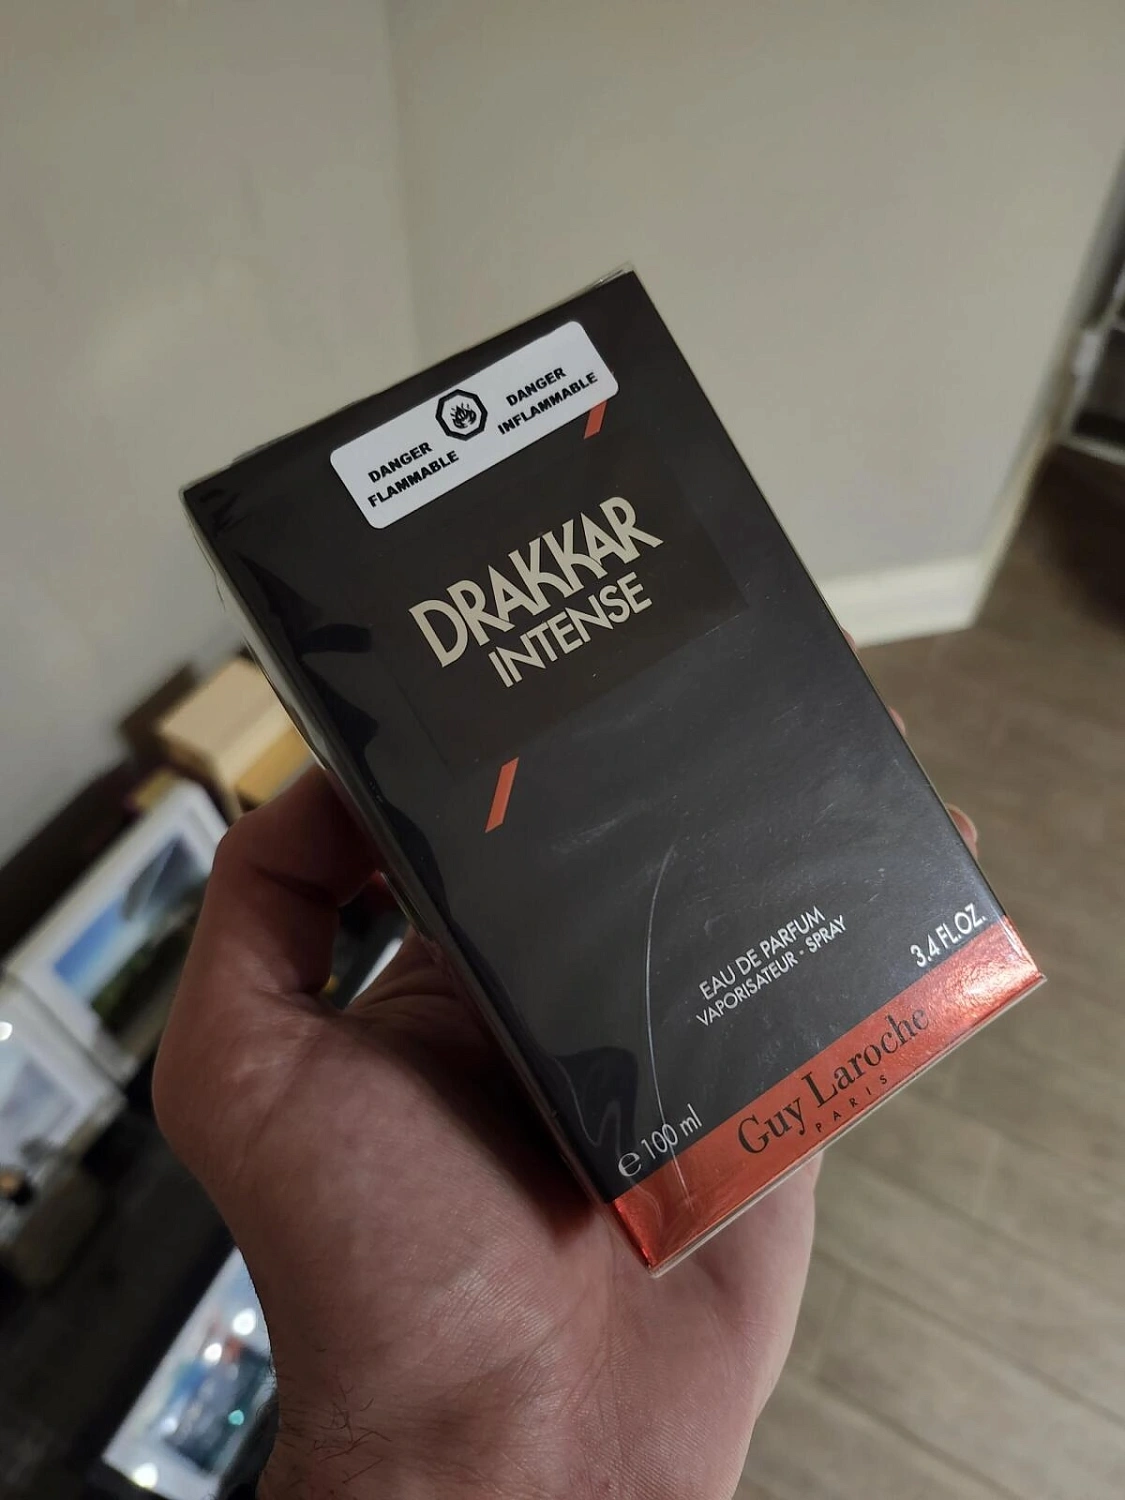 DANGER
FLAMMABLE
DANGER
INFLAMMABLE
DRAKKAR
INTENSE
EAU DE PARFUM
VAPORISATEUR · SPRAY
℮ 100 ml
3.4 FL.OZ.
Guy Laroche
PARIS